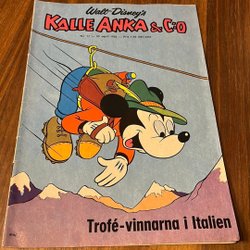 Walt Disney's
KALLE ANKA & C:O
Trofé-vinnarna i Italien